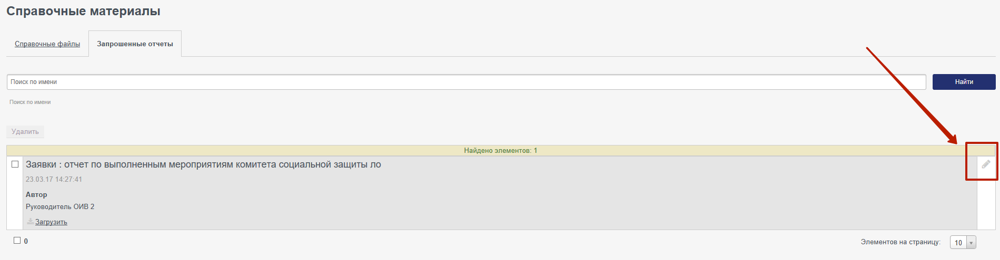 Справочные материалы
Справочные файлы
Запрошенные отчеты
Поиск по имени
Найти
Поиск по имени
Удалить
Найдено элементов: 1
Заявки : отчет по выполненным мероприятиям комитета социальной защиты ло
23.03.17 14:27:41
Автор
Руководитель ОИВ 2
Загрузить
0
Элементов на страницу: 10